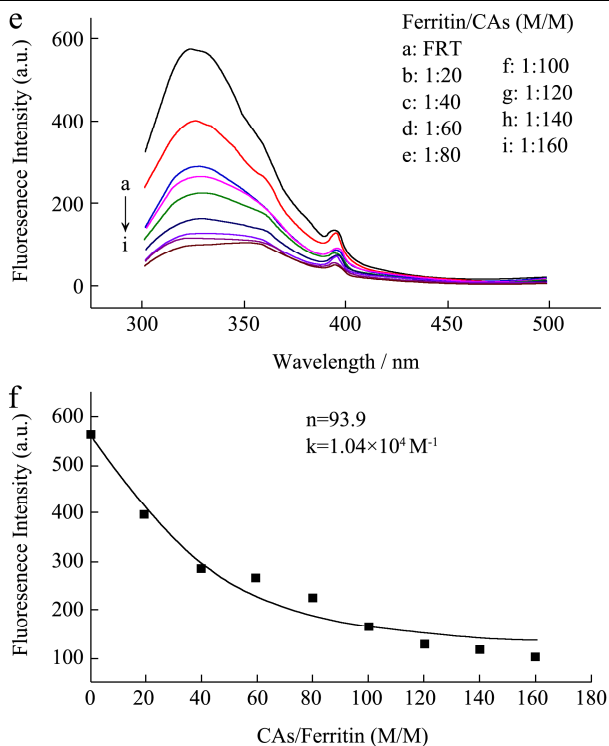 e
Ferritin/CAs (M/M)
a: FRT
b: 1:20
c: 1:40
d: 1:60
e: 1:80
f: 1:100
g: 1:120
h: 1:140
i: 1:160
a
i
600
400
200
0
Fluoresenece Intensity (a.u.)
300 350 400 450 500
Wavelength / nm
f
n=93.9
k=1.04×10⁴ M⁻¹
600
500
400
300
200
100
Fluoresenece Intensity (a.u.)
0 20 40 60 80 100 120 140 160 180
CAs/Ferritin (M/M)